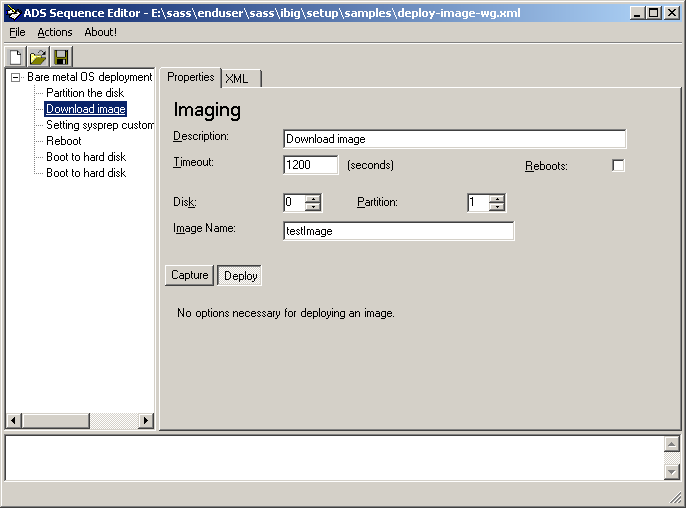 ADS Sequence Editor - E:\sass\enduser\sass\ibig\setup\samples\deploy-image-wg.xml
File Actions About!
Bare metal OS deployment
Partition the disk
Download image
Setting sysprep custom
Reboot
Boot to hard disk
Boot to hard disk
Properties XML
Imaging
Description: Download image
Timeout: 1200 (seconds) Reboots:
Disk: 0 Partition: 1
Image Name: testImage
Capture Deploy
No options necessary for deploying an image.